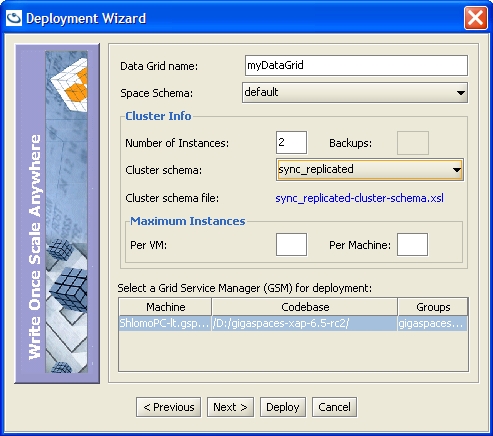 Deployment Wizard
Write Once Scale Anywhere
Data Grid name: myDataGrid
Space Schema: default
Cluster Info
Number of Instances: 2 Backups:
Cluster schema: sync_replicated
Cluster schema file: sync_replicated-cluster-schema.xsl
Maximum Instances
Per VM: Per Machine:
Select a Grid Service Manager (GSM) for deployment:
Machine Codebase Groups
ShlomoPC-lt.gsp... /D:/gigaspaces-xap-6.5-rc2/ gigaspaces...
< Previous Next > Deploy Cancel